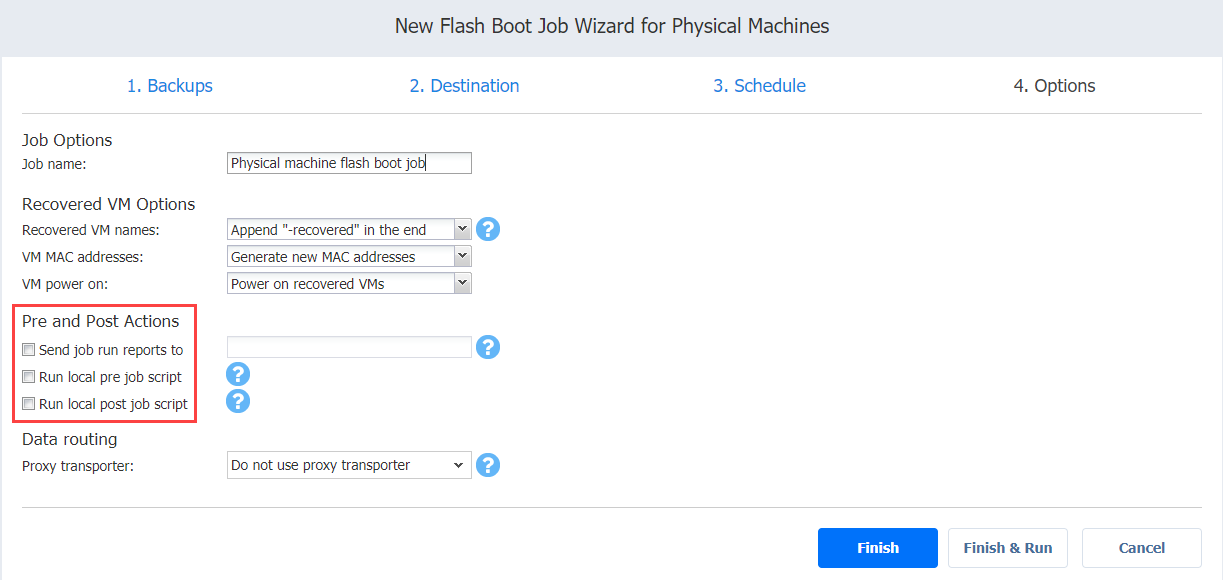 New Flash Boot Job Wizard for Physical Machines
1. Backups 2. Destination 3. Schedule 4. Options
Job Options
Job name: Physical machine flash boot job
Recovered VM Options
Recovered VM names: Append "-recovered" in the end ?
VM MAC addresses: Generate new MAC addresses
VM power on: Power on recovered VMs
Pre and Post Actions
Send job run reports to ?
Run local pre job script ?
Run local post job script ?
Data routing
Proxy transporter: Do not use proxy transporter ?
Finish Finish & Run Cancel